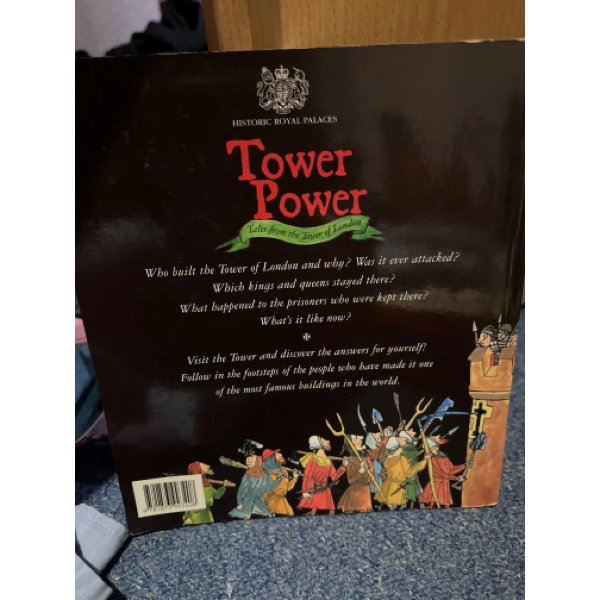 HISTORIC ROYAL PALACES
Tower
Power
Tales from the Tower of London
Who built the Tower of London and why? Was it ever attacked?
Which kings and queens stayed there?
What happened to the prisoners who were kept there?
What's it like now?
Visit the Tower and discover the answers for yourself!
Follow in the footsteps of the people who have made it one
of the most famous buildings in the world.